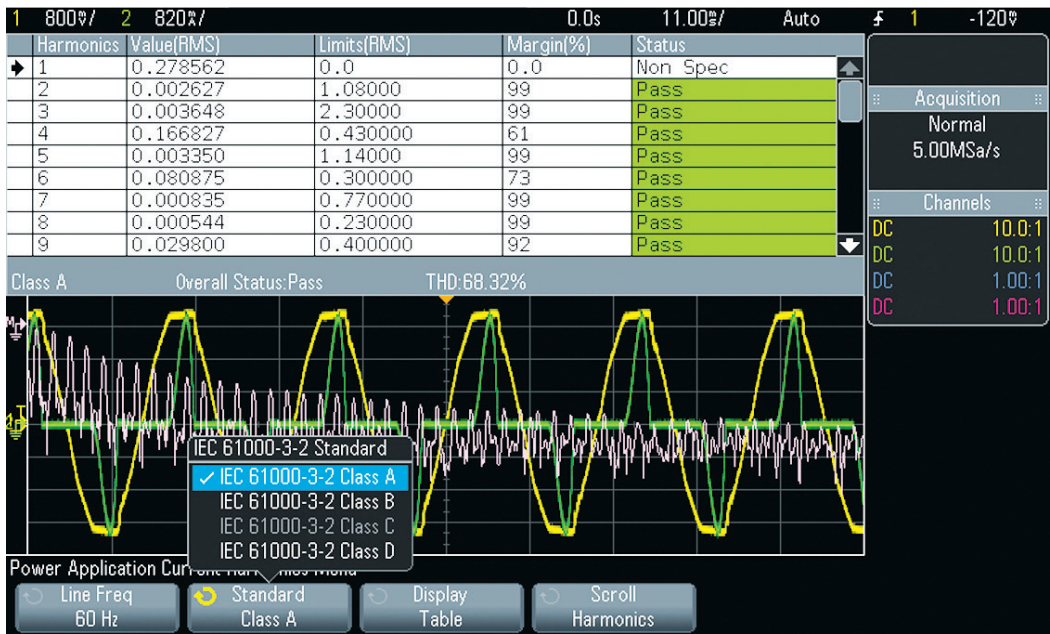 1 800⅋/ 2 820⅋/ 0.0s 11.00⅋/ Auto 1 -120⅋
Harmonics Value(RMS) Limits(RMS) Margin(%) Status
1 0.278562 0.0 0.0 Non Spec
2 0.002627 1.08000 99 Pass
3 0.003648 2.30000 99 Pass
4 0.166827 0.430000 61 Pass
5 0.003350 1.14000 99 Pass
6 0.080875 0.300000 73 Pass
7 0.000835 0.770000 99 Pass
8 0.000544 0.230000 99 Pass
9 0.029800 0.400000 92 Pass
Class A Overall Status:Pass THD:68.32%
Acquisition
Normal
5.00MSa/s
Channels
DC 10.0:1
DC 10.0:1
DC 1.00:1
DC 1.00:1
IEC 61000-3-2 Standard
✓ IEC 61000-3-2 Class A
IEC 61000-3-2 Class B
IEC 61000-3-2 Class C
IEC 61000-3-2 Class D
Power Application
Line Freq
60 Hz
Standard
Class A
Display
Table
Scroll
Harmonics